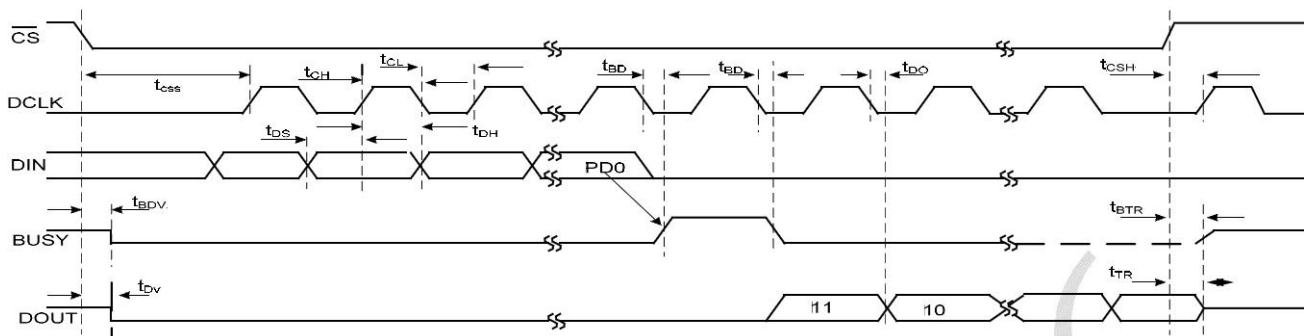 CS
tCSS
tCH
tCL
tBD
tBD
tDO
tCSH
DCLK
tDS
tDH
DIN
PD0
tBDV
tBTR
BUSY
tDV
tTR
DOUT
11
10